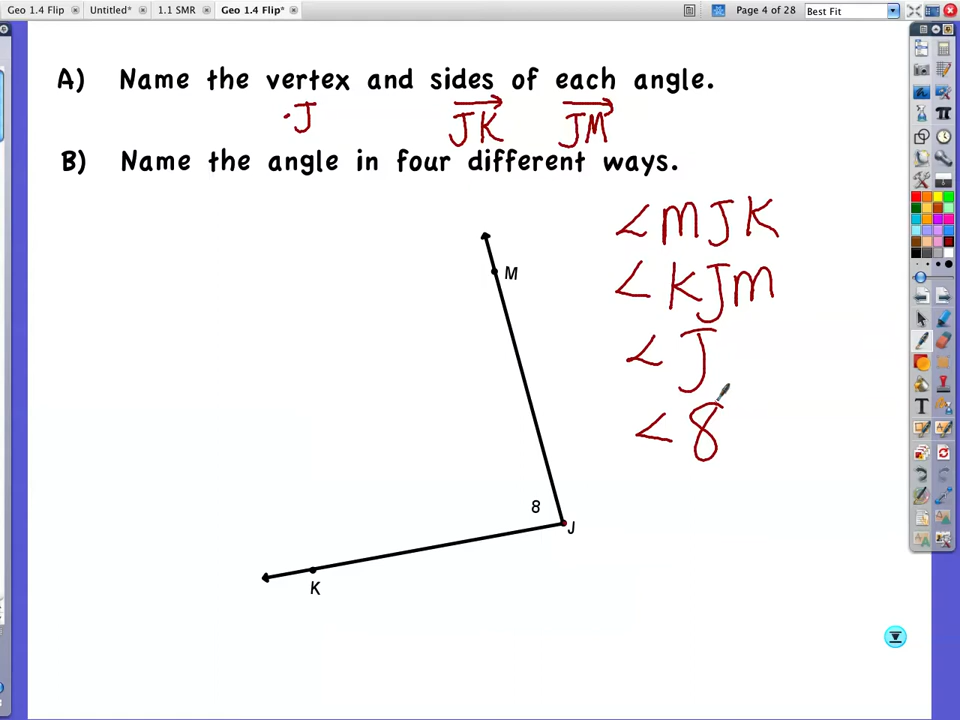 Geo 1.4 Flip Untitled* 1.1 SMR Geo 1.4 Flip* Page 4 of 28 Best Fit
A) Name the vertex and sides of each angle.
·J JK JM
B) Name the angle in four different ways.
<MJK
M
<KJM
<J
<8
8
J
K